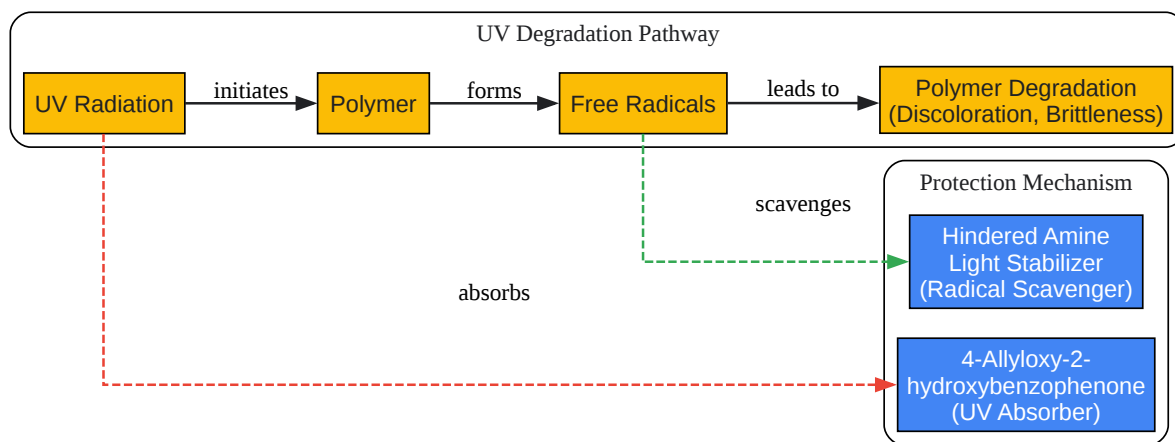 UV Degradation Pathway
UV Radiation
initiates
Polymer
forms
Free Radicals
leads to
Polymer Degradation
(Discoloration, Brittleness)
Protection Mechanism
scavenges
Hindered Amine
Light Stabilizer
(Radical Scavenger)
absorbs
4-Allyloxy-2-
hydroxybenzophenone
(UV Absorber)